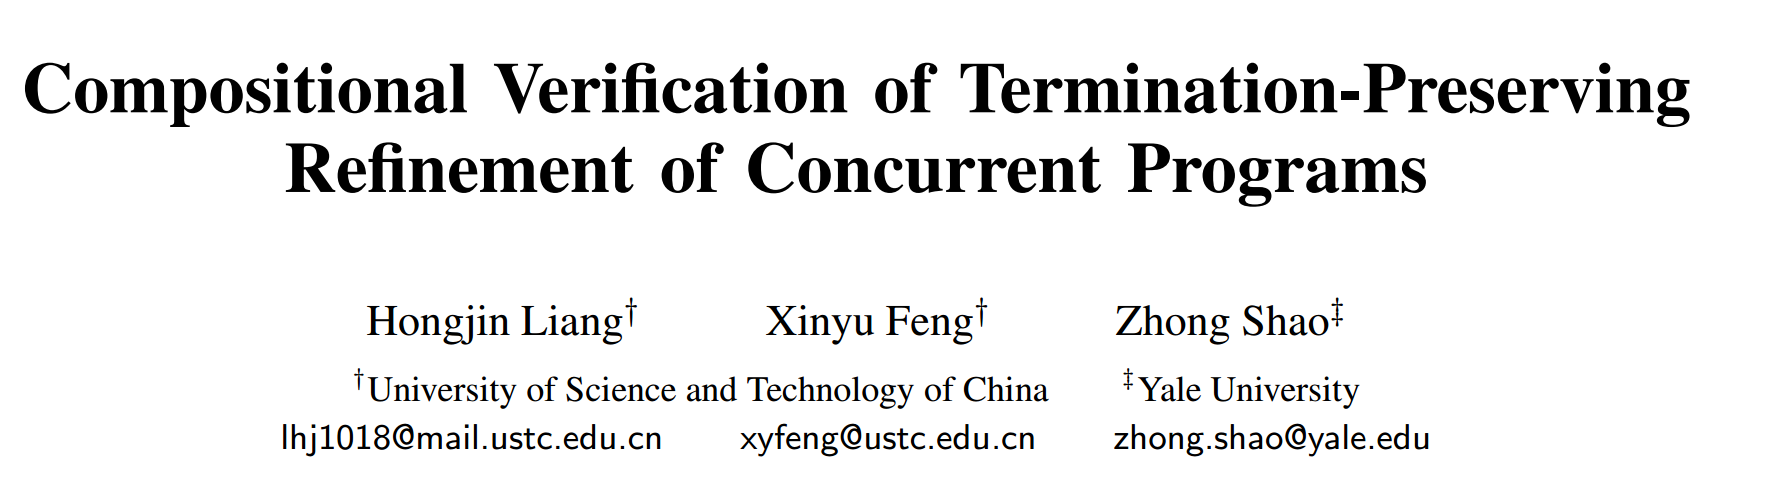 Compositional Verification of Termination-Preserving
Refinement of Concurrent Programs
Hongjin Liang† Xinyu Feng† Zhong Shao‡
†University of Science and Technology of China ‡Yale University
lhj1018@mail.ustc.edu.cn xyfeng@ustc.edu.cn zhong.shao@yale.edu